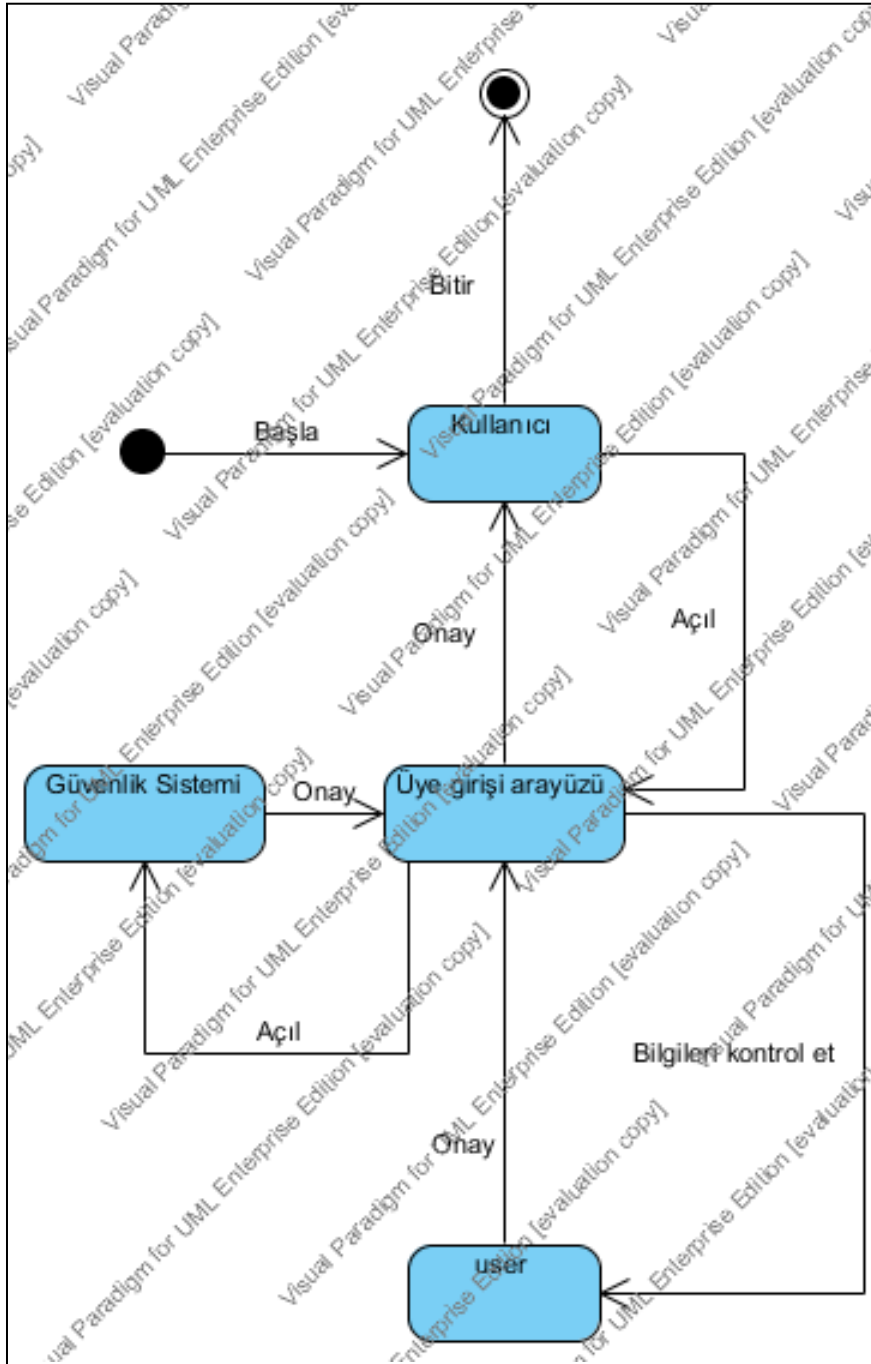 Bitir
Başla
Kullanıcı
Onay
Açıl
Güvenlik Sistemi
Onay
Üye girişi arayüzü
Açıl
Bilgileri kontrol et
Onay
user
Visual Paradigm for UML Enterprise Edition [evaluation copy]